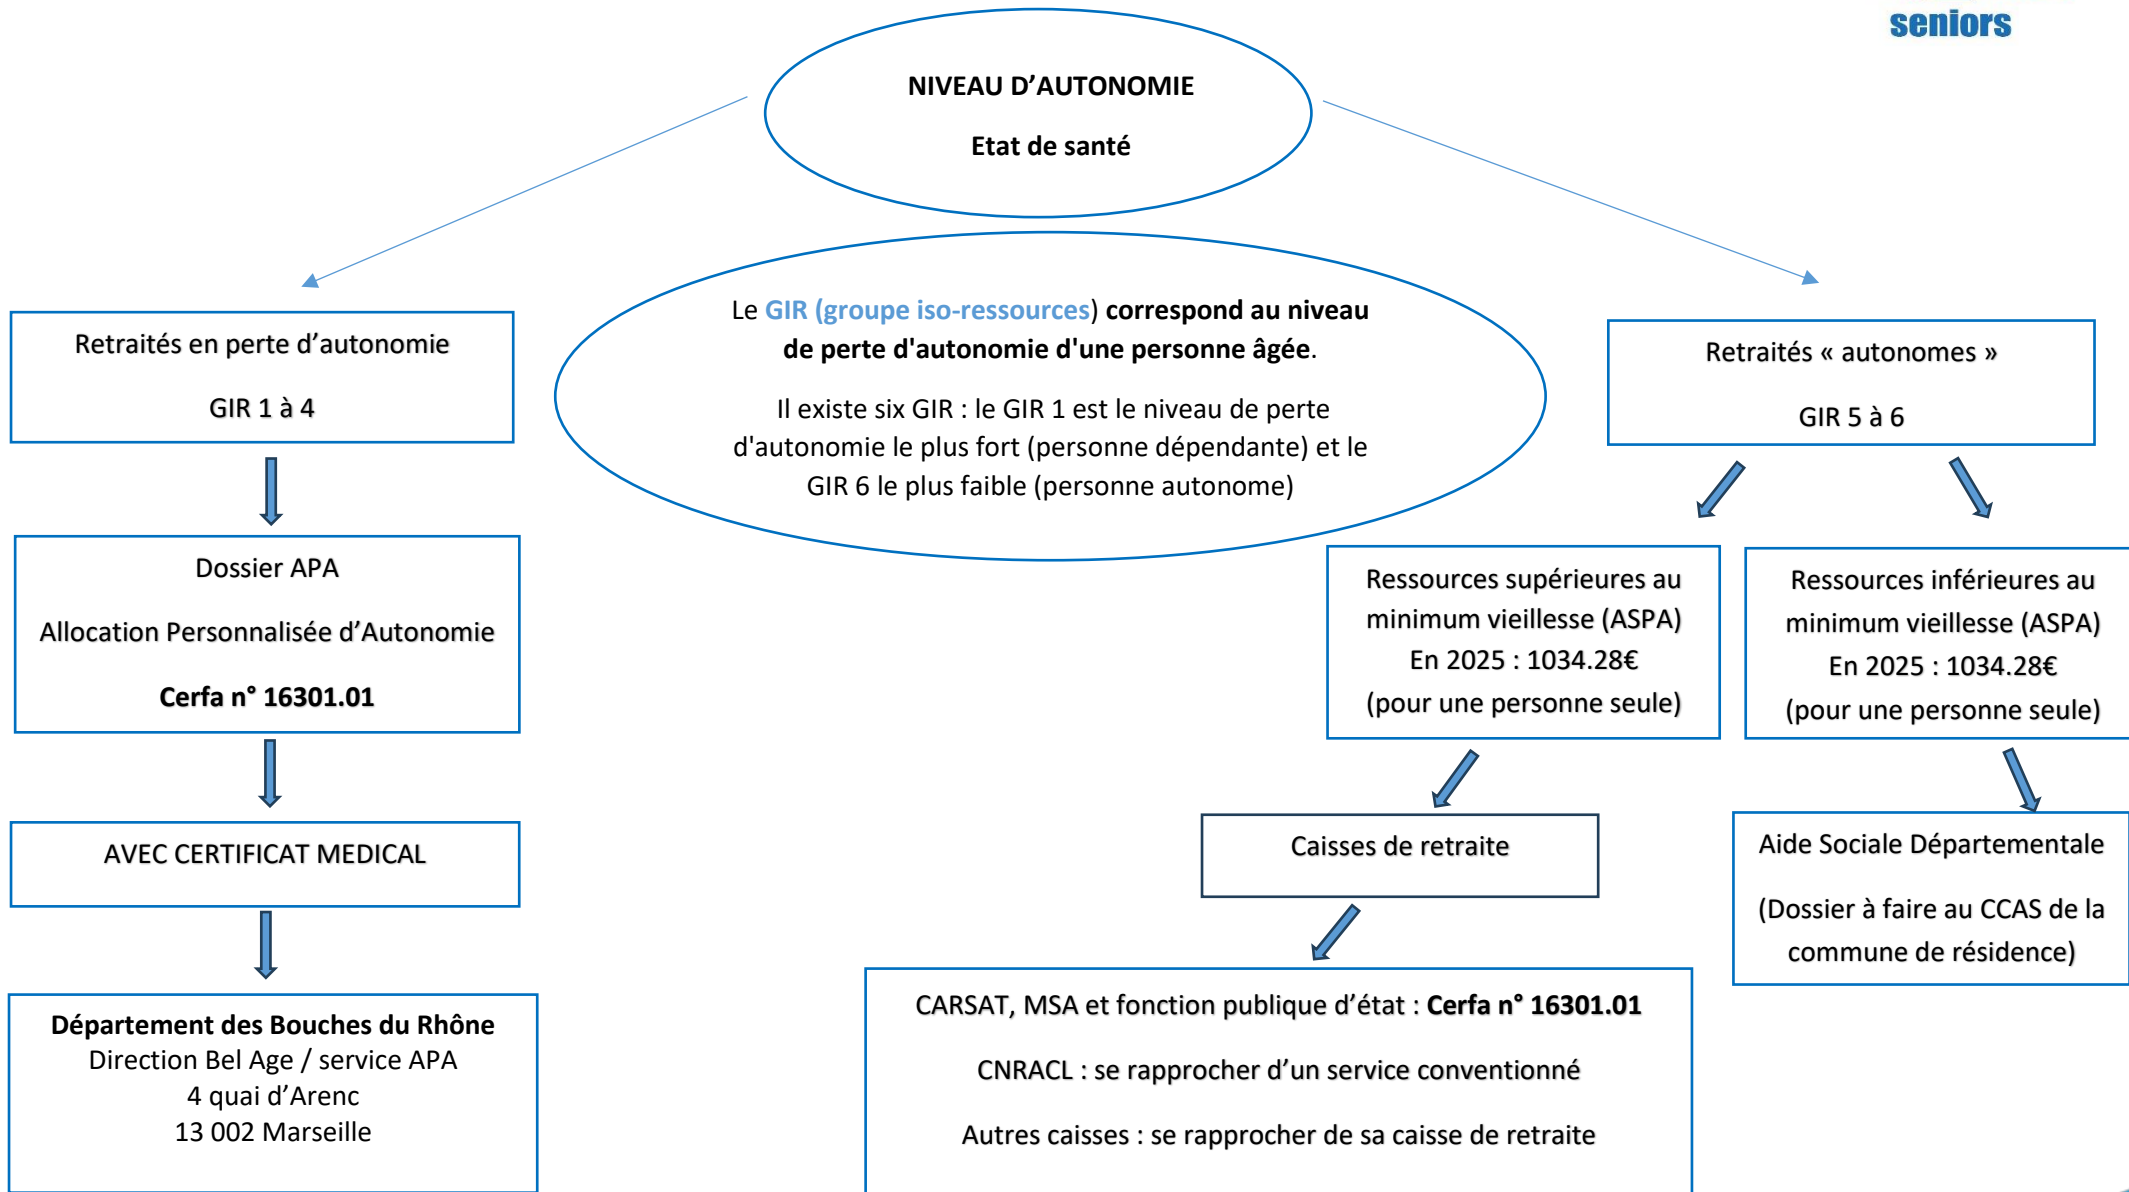 seniors
NIVEAU D’AUTONOMIE
Etat de santé
Le GIR (groupe iso-ressources) correspond au niveau
de perte d'autonomie d'une personne âgée.
Il existe six GIR : le GIR 1 est le niveau de perte
d'autonomie le plus fort (personne dépendante) et le
GIR 6 le plus faible (personne autonome)
Retraités en perte d’autonomie
GIR 1 à 4
Dossier APA
Allocation Personnalisée d’Autonomie
Cerfa n° 16301.01
AVEC CERTIFICAT MEDICAL
Département des Bouches du Rhône
Direction Bel Age / service APA
4 quai d’Arenc
13 002 Marseille
Retraités « autonomes »
GIR 5 à 6
Ressources supérieures au
minimum vieillesse (ASPA)
En 2025 : 1034.28€
(pour une personne seule)
Caisses de retraite
CARSAT, MSA et fonction publique d’état : Cerfa n° 16301.01
CNRACL : se rapprocher d’un service conventionné
Autres caisses : se rapprocher de sa caisse de retraite
Ressources inférieures au
minimum vieillesse (ASPA)
En 2025 : 1034.28€
(pour une personne seule)
Aide Sociale Départementale
(Dossier à faire au CCAS de la
commune de résidence)